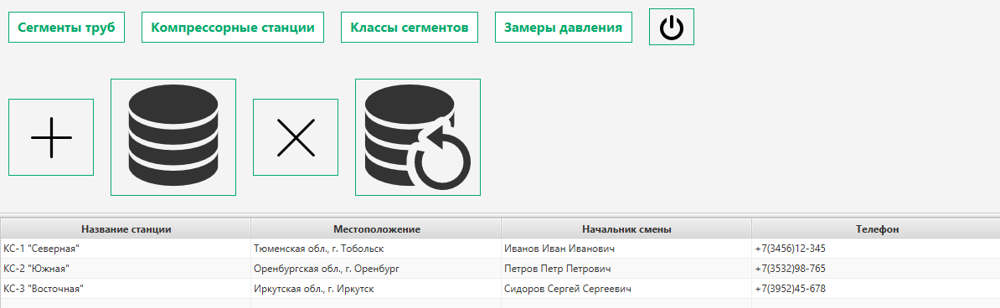 Сегменты труб Компрессорные станции Классы сегментов Замеры давления
Название станции Местоположение Начальник смены Телефон
КС-1 "Северная" Тюменская обл., г. Тобольск Иванов Иван Иванович +7(3456)12-345
КС-2 "Южная" Оренбургская обл., г. Оренбург Петров Петр Петрович +7(3532)98-765
КС-3 "Восточная" Иркутская обл., г. Иркутск Сидоров Сергей Сергеевич +7(3952)45-678